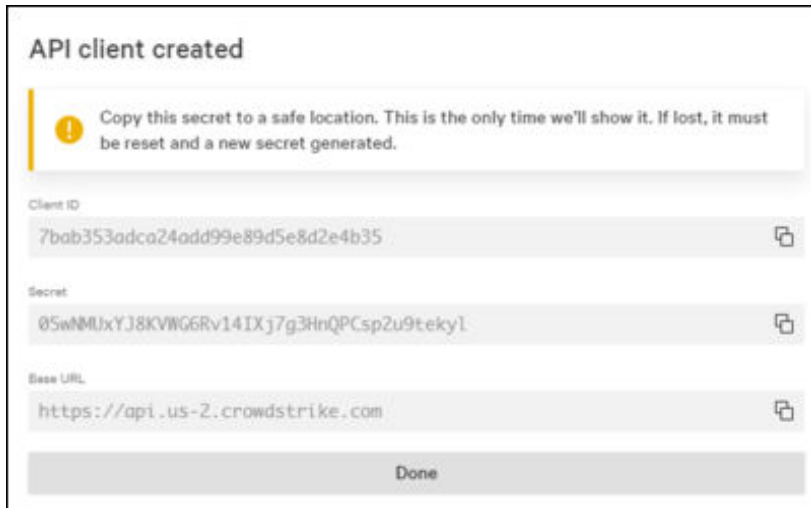 API client created
Copy this secret to a safe location. This is the only time we'll show it. If lost, it must
be reset and a new secret generated.
Client ID
7bab353adca24add99e89d5e8d2e4b35
Secret
05wNMUxYJ8KVWG6Rv14IXj7g3HnQPCsp2u9tekyl
Base URL
https://api.us-2.crowdstrike.com
Done